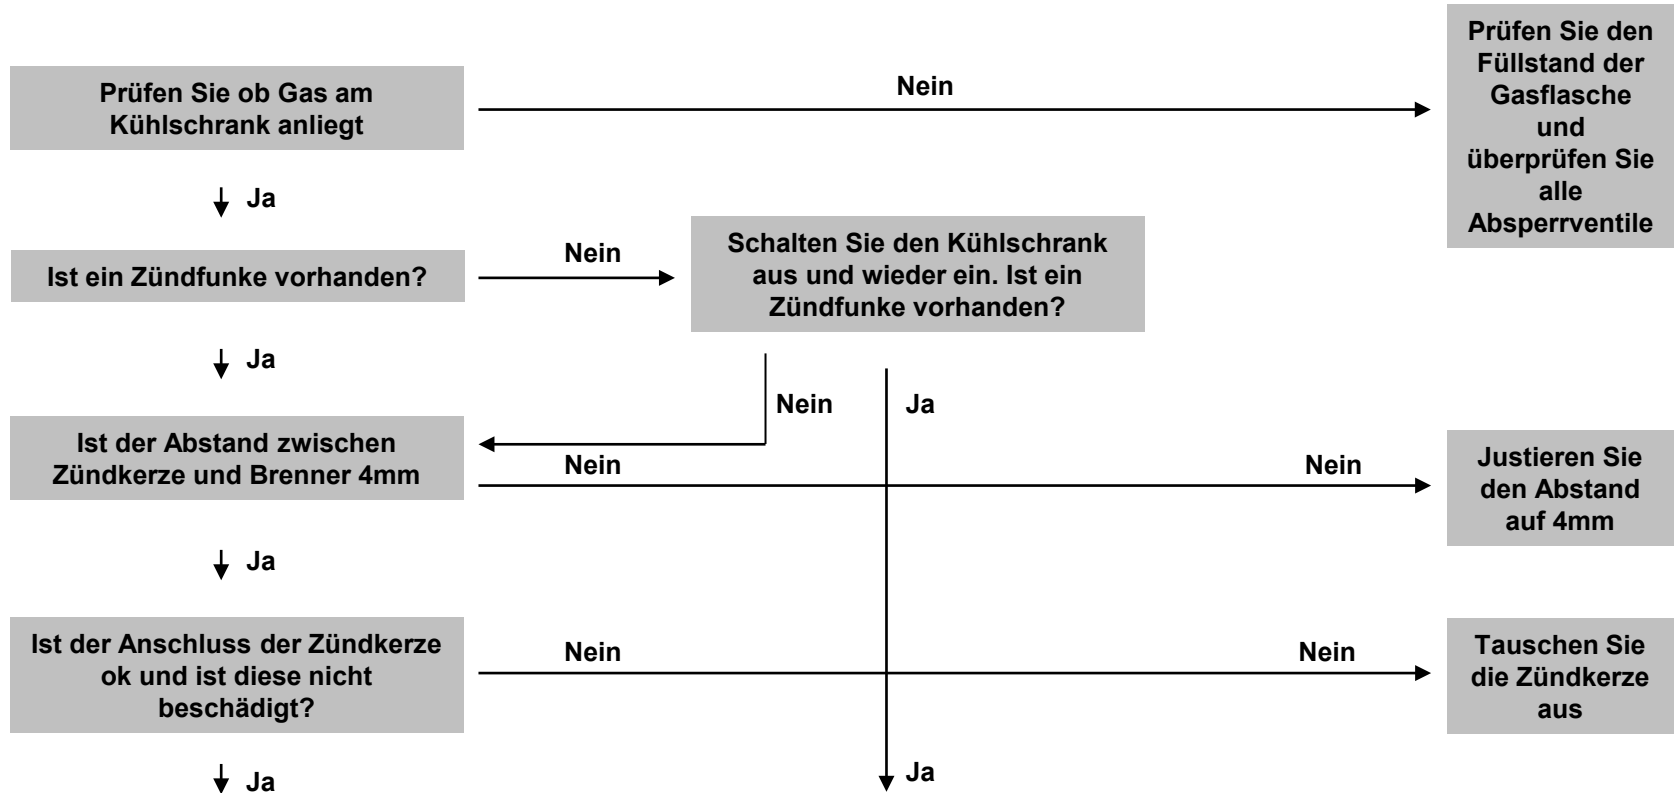 Prüfen Sie den
Füllstand der
Gasflasche
und
überprüfen Sie
alle
Absperrventile
Prüfen Sie ob Gas am
Kühlschrank anliegt
Nein
Ja
Ist ein Zündfunke vorhanden?
Nein
Schalten Sie den Kühlschrank
aus und wieder ein. Ist ein
Zündfunke vorhanden?
Ja
Nein
Ja
Ist der Abstand zwischen
Zündkerze und Brenner 4mm
Nein
Nein
Justieren Sie
den Abstand
auf 4mm
Ja
Ist der Anschluss der Zündkerze
ok und ist diese nicht
beschädigt?
Nein
Nein
Tauschen Sie
die Zündkerze
aus
Ja
Ja